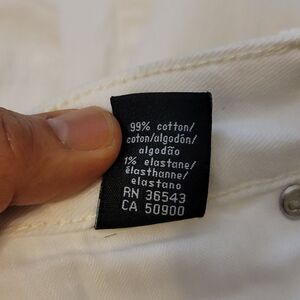 99% cotton/
coton/algodón/
algodão
1% elastane/
élasthanne/
elastano
RN 36543
CA 50900